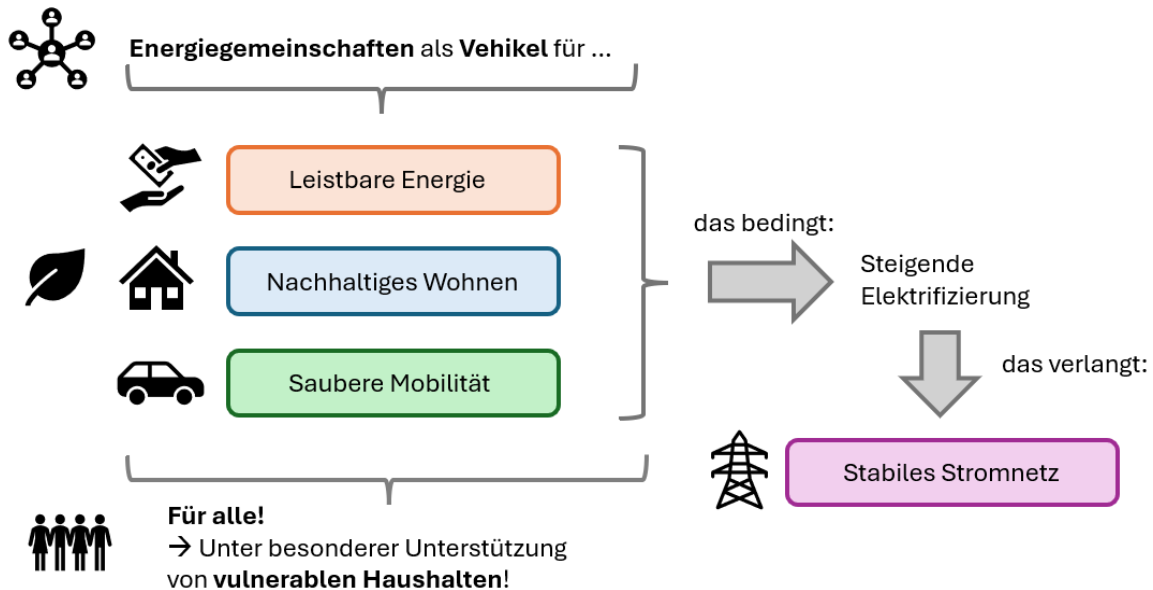 Energiegemeinschaften als Vehikel für ...
Leistbare Energie
Nachhaltiges Wohnen
Saubere Mobilität
das bedingt:
Steigende
Elektrifizierung
das verlangt:
Stabiles Stromnetz
Für alle!
→ Unter besonderer Unterstützung
von vulnerablen Haushalten!